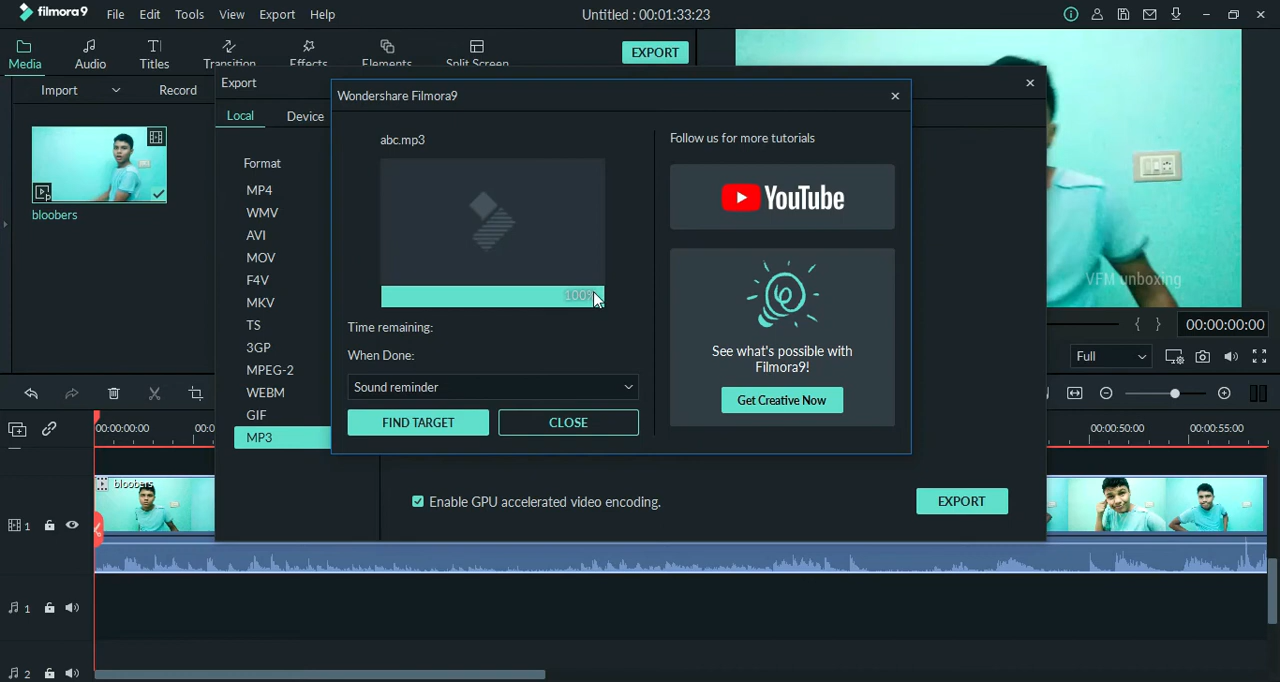 filmora9 File Edit Tools View Export Help Untitled : 00:01:33:23
Media Audio Titles Transition Effects Elements Split Screen EXPORT
Import Record
bloobers
Export
Local Device
Format
MP4
WMV
AVI
MOV
F4V
MKV
TS
3GP
MPEG-2
WEBM
GIF
MP3
Wondershare Filmora9
abc.mp3
100%
Time remaining:
When Done:
Sound reminder
FIND TARGET CLOSE
Follow us for more tutorials
YouTube
See what's possible with
Filmora9!
Get Creative Now
Enable GPU accelerated video encoding.
EXPORT
VFM unboxing
{ } 00:00:00:00
Full
00:00:00:00 00:00:50:00 00:00:55:00
bloobers
1
1
2